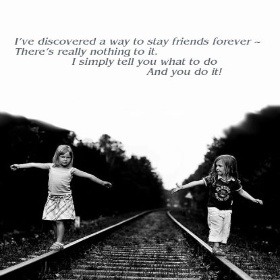 I've discovered a way to stay friends forever ~
There's really nothing to it.
I simply tell you what to do
And you do it!